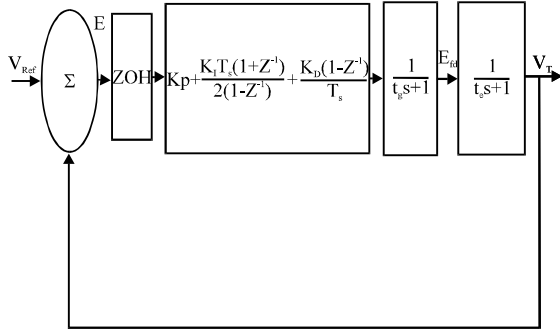 V_Ref
Σ
E
ZOH
Kp+ K_I T_s(1+Z^-1) / 2(1-Z^-1) + K_D(1-Z^-1) / T_s
1 / t_g s+1
E_fd
1 / t_e s+1
V_T